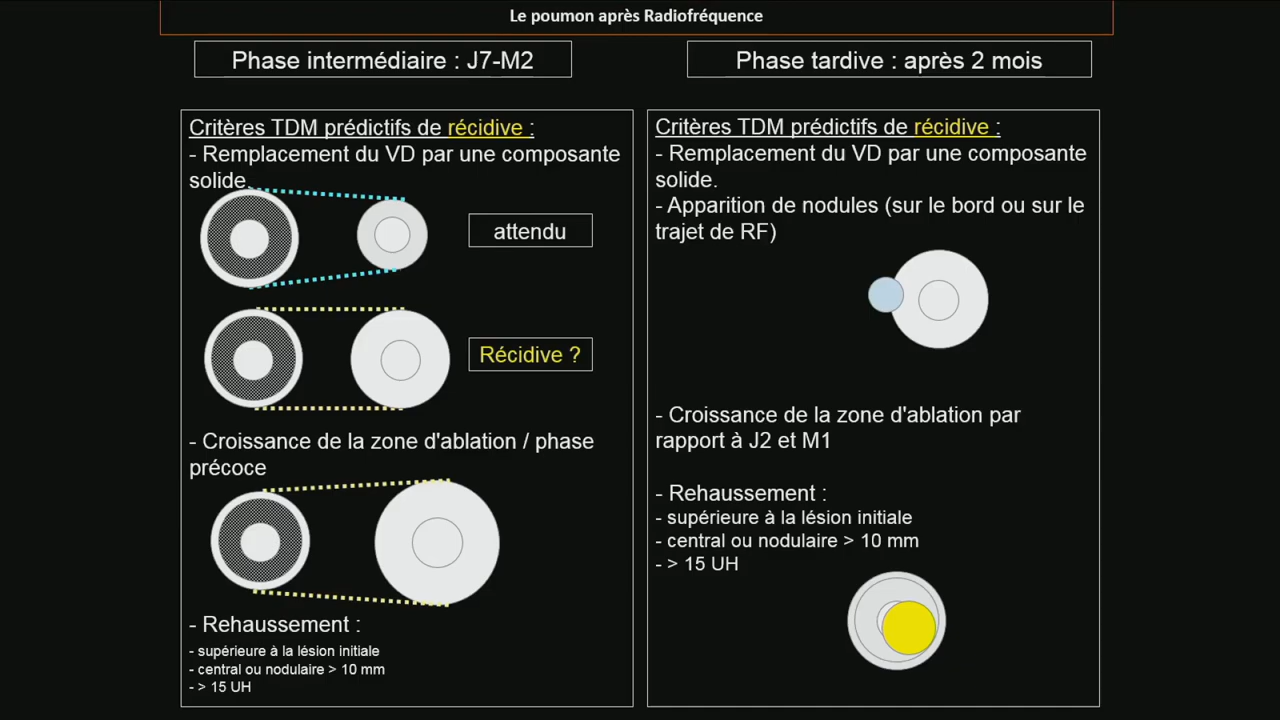 Le poumon après Radiofréquence
Phase intermédiaire : J7-M2
Critères TDM prédictifs de récidive :
- Remplacement du VD par une composante
solide.
attendu
Récidive ?
- Croissance de la zone d'ablation / phase
précoce
- Rehaussement :
- supérieure à la lésion initiale
- central ou nodulaire > 10 mm
- > 15 UH
Phase tardive : après 2 mois
Critères TDM prédictifs de récidive :
- Remplacement du VD par une composante
solide.
- Apparition de nodules (sur le bord ou sur le
trajet de RF)
- Croissance de la zone d'ablation par
rapport à J2 et M1
- Rehaussement :
- supérieure à la lésion initiale
- central ou nodulaire > 10 mm
- > 15 UH